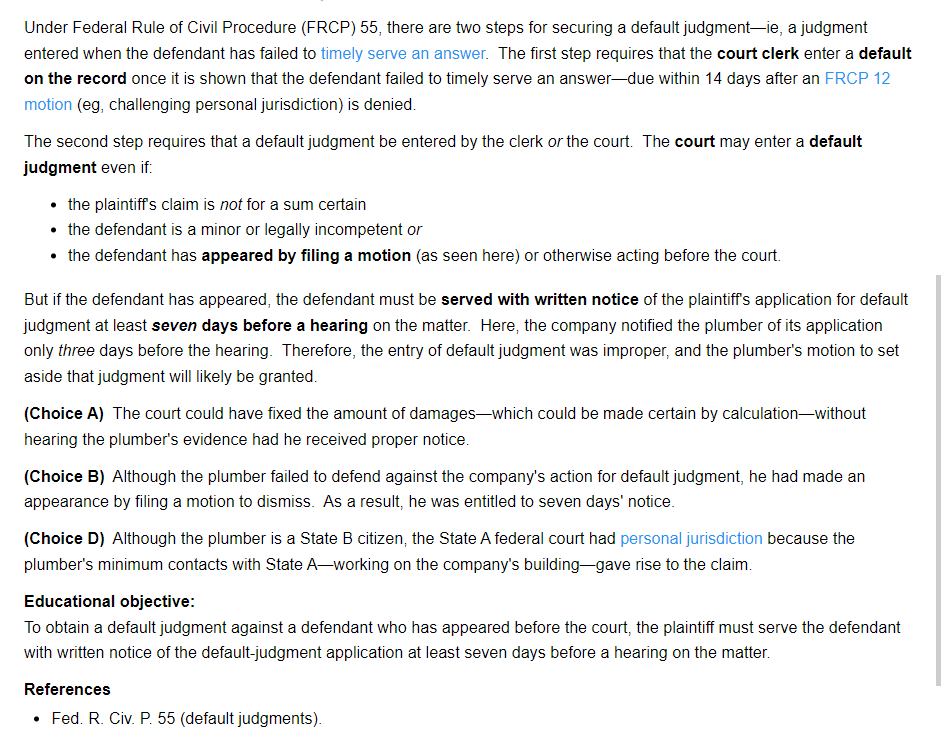 Under Federal Rule of Civil Procedure (FRCP) 55, there are two steps for securing a default judgment—ie, a judgment
entered when the defendant has failed to timely serve an answer. The first step requires that the court clerk enter a default
on the record once it is shown that the defendant failed to timely serve an answer—due within 14 days after an FRCP 12
motion (eg, challenging personal jurisdiction) is denied.
The second step requires that a default judgment be entered by the clerk or the court. The court may enter a default
judgment even if:
• the plaintiff's claim is not for a sum certain
• the defendant is a minor or legally incompetent or
• the defendant has appeared by filing a motion (as seen here) or otherwise acting before the court.
But if the defendant has appeared, the defendant must be served with written notice of the plaintiff's application for default
judgment at least seven days before a hearing on the matter. Here, the company notified the plumber of its application
only three days before the hearing. Therefore, the entry of default judgment was improper, and the plumber's motion to set
aside that judgment will likely be granted.
(Choice A) The court could have fixed the amount of damages—which could be made certain by calculation—without
hearing the plumber's evidence had he received proper notice.
(Choice B) Although the plumber failed to defend against the company's action for default judgment, he had made an
appearance by filing a motion to dismiss. As a result, he was entitled to seven days' notice.
(Choice D) Although the plumber is a State B citizen, the State A federal court had personal jurisdiction because the
plumber's minimum contacts with State A—working on the company's building—gave rise to the claim.
Educational objective:
To obtain a default judgment against a defendant who has appeared before the court, the plaintiff must serve the defendant
with written notice of the default-judgment application at least seven days before a hearing on the matter.
References
• Fed. R. Civ. P. 55 (default judgments).